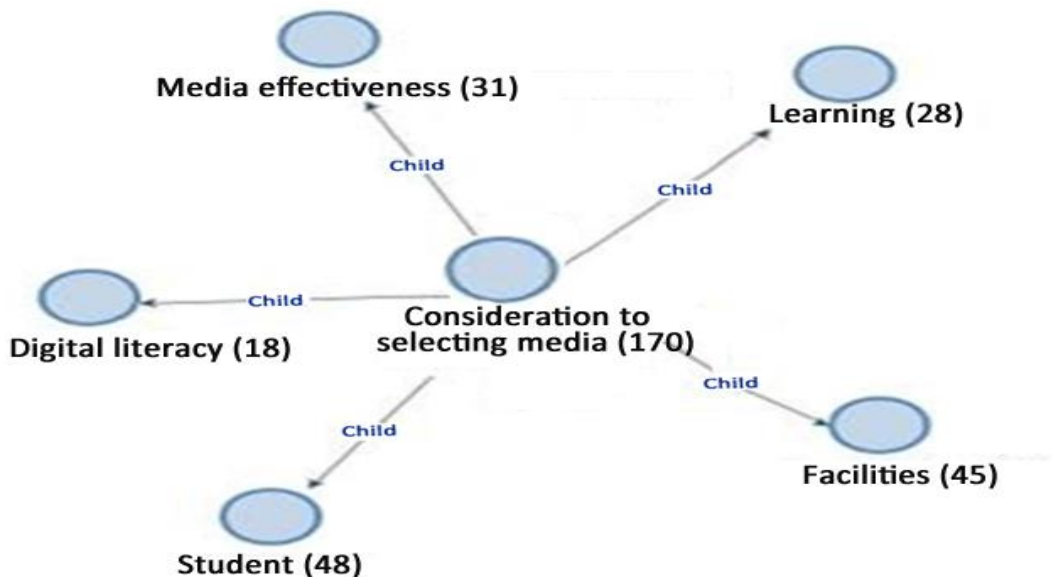 Media effectiveness (31)
Learning (28)
Child
Child
Child
Consideration to
selecting media (170)
Digital literacy (18)
Child
Child
Facilities (45)
Student (48)